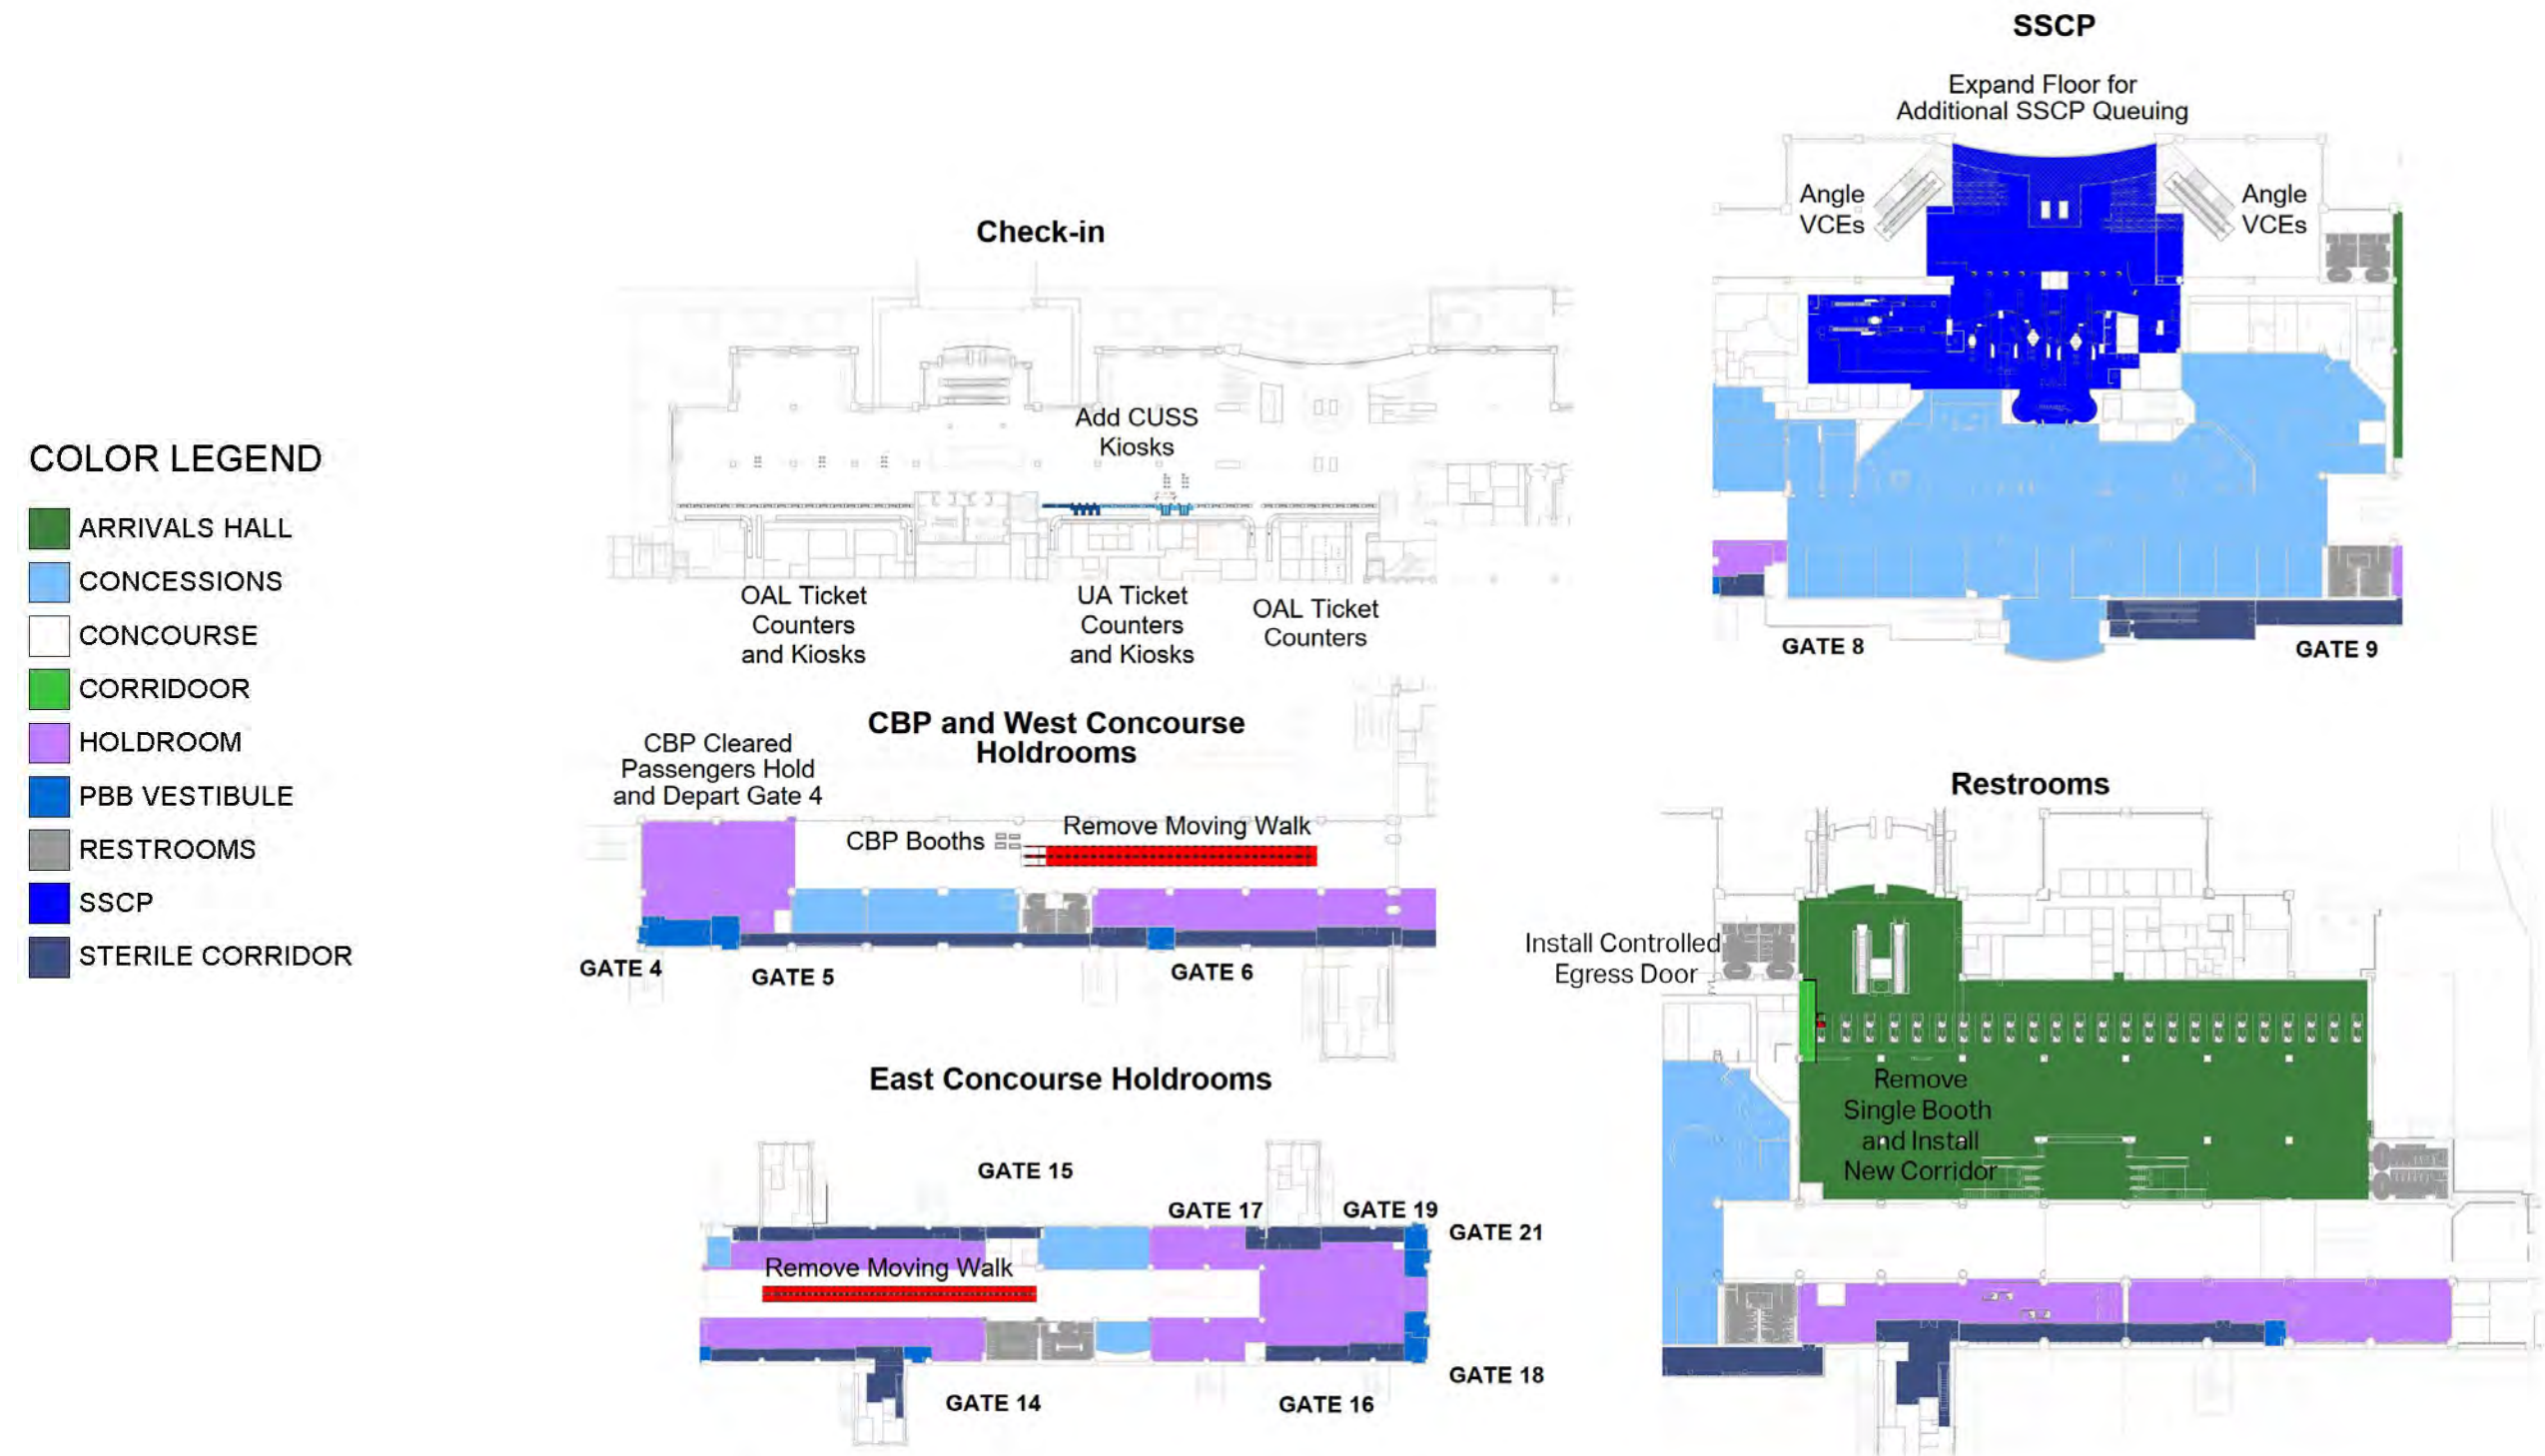 COLOR LEGEND
ARRIVALS HALL
CONCESSIONS
CONCOURSE
CORRIDOOR
HOLDROOM
PBB VESTIBULE
RESTROOMS
SSCP
STERILE CORRIDOR
Check-in
Add CUSS
Kiosks
OAL Ticket
Counters
and Kiosks
UA Ticket
Counters
and Kiosks
OAL Ticket
Counters
CBP and West Concourse
Holdrooms
CBP Cleared
Passengers Hold
and Depart Gate 4
CBP Booths
Remove Moving Walk
GATE 4
GATE 5
GATE 6
East Concourse Holdrooms
GATE 15
GATE 17
GATE 19
GATE 21
Remove Moving Walk
GATE 14
GATE 16
GATE 18
SSCP
Expand Floor for
Additional SSCP Queuing
Angle
VCEs
Angle
VCEs
GATE 8
GATE 9
Restrooms
Install Controlled
Egress Door
Remove
Single Booth
and Install
New Corridor